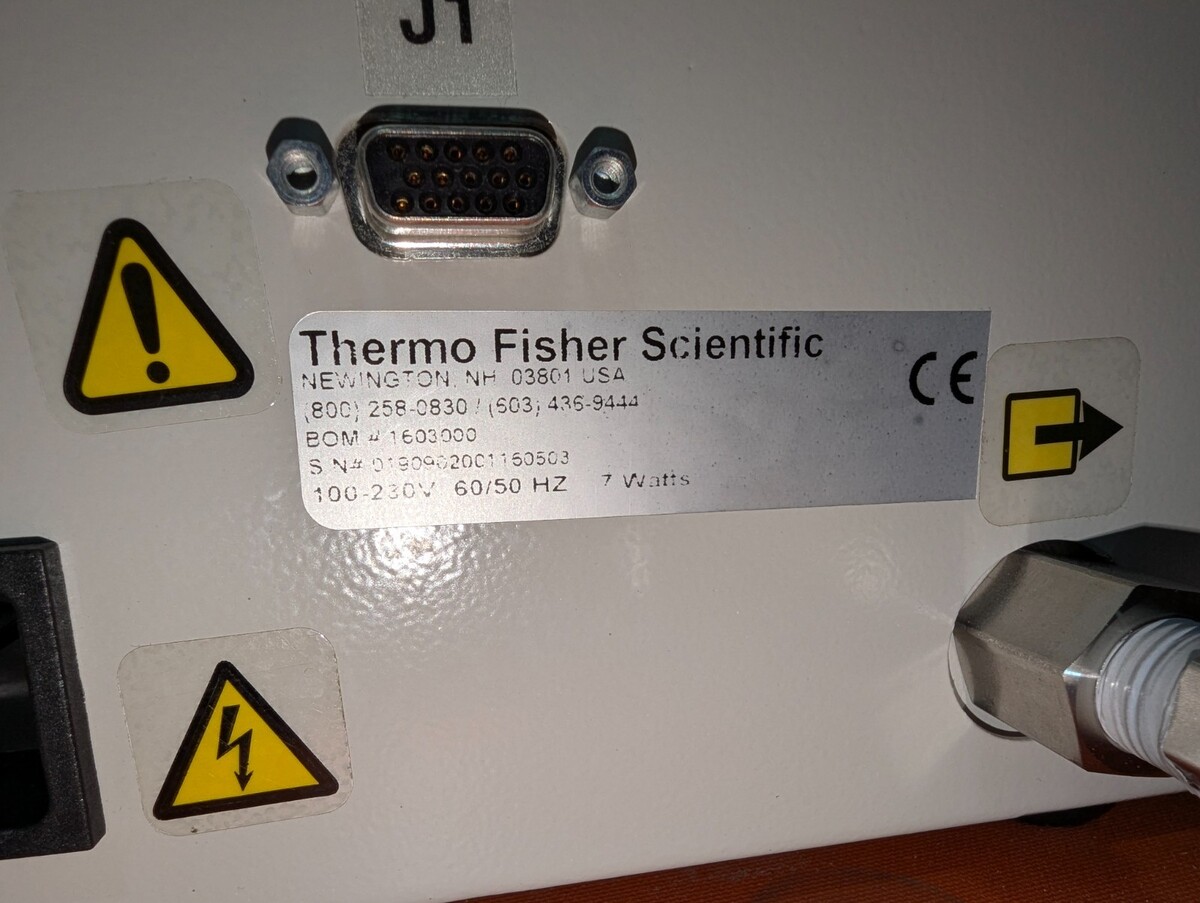 J1
Thermo Fisher Scientific
NEWINGTON, NH 03801 USA
(800) 258-0830 / (603) 436-9444
BOM # 1603000
S N# 0190902001160503
100-230V 60/50 HZ 7 Watts
CE